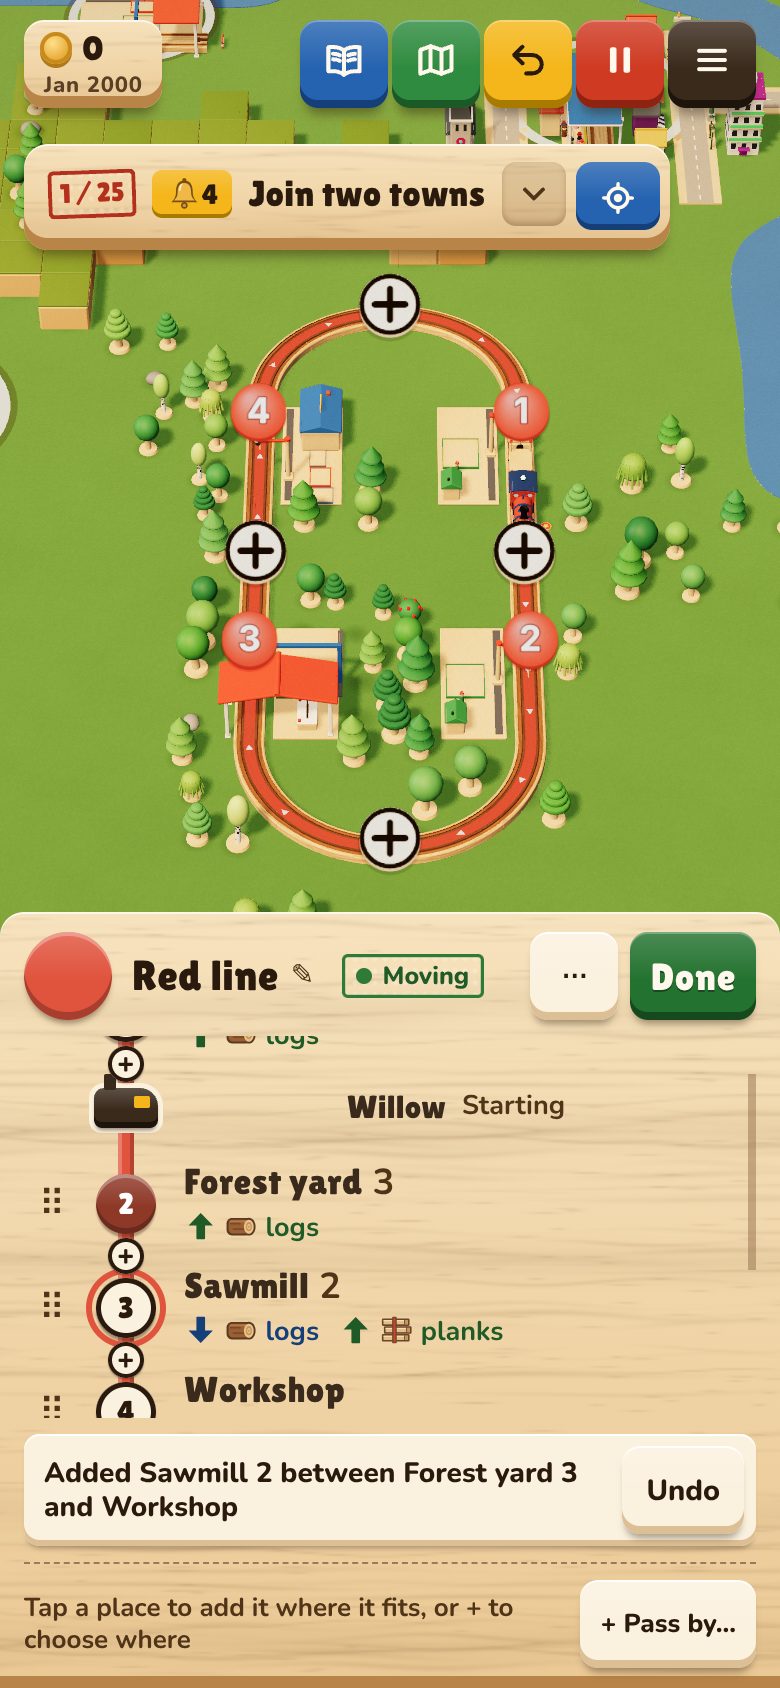 0
Jan 2000
1/25
4
Join two towns
4
1
3
2
Red line
Moving
...
Done
logs
Willow Starting
2
Forest yard 3
logs
3
Sawmill 2
logs planks
4
Workshop
Added Sawmill 2 between Forest yard 3
and Workshop
Undo
Tap a place to add it where it fits, or + to
choose where
+ Pass by...